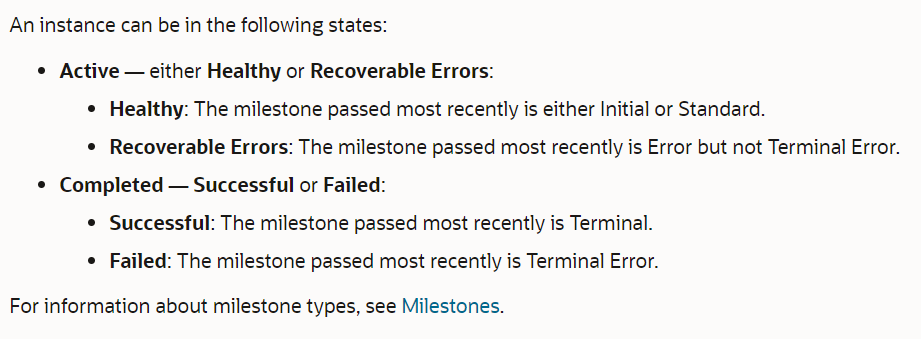 An instance can be in the following states:
• Active — either Healthy or Recoverable Errors:
• Healthy: The milestone passed most recently is either Initial or Standard.
• Recoverable Errors: The milestone passed most recently is Error but not Terminal Error.
• Completed — Successful or Failed:
• Successful: The milestone passed most recently is Terminal.
• Failed: The milestone passed most recently is Terminal Error.
For information about milestone types, see Milestones.